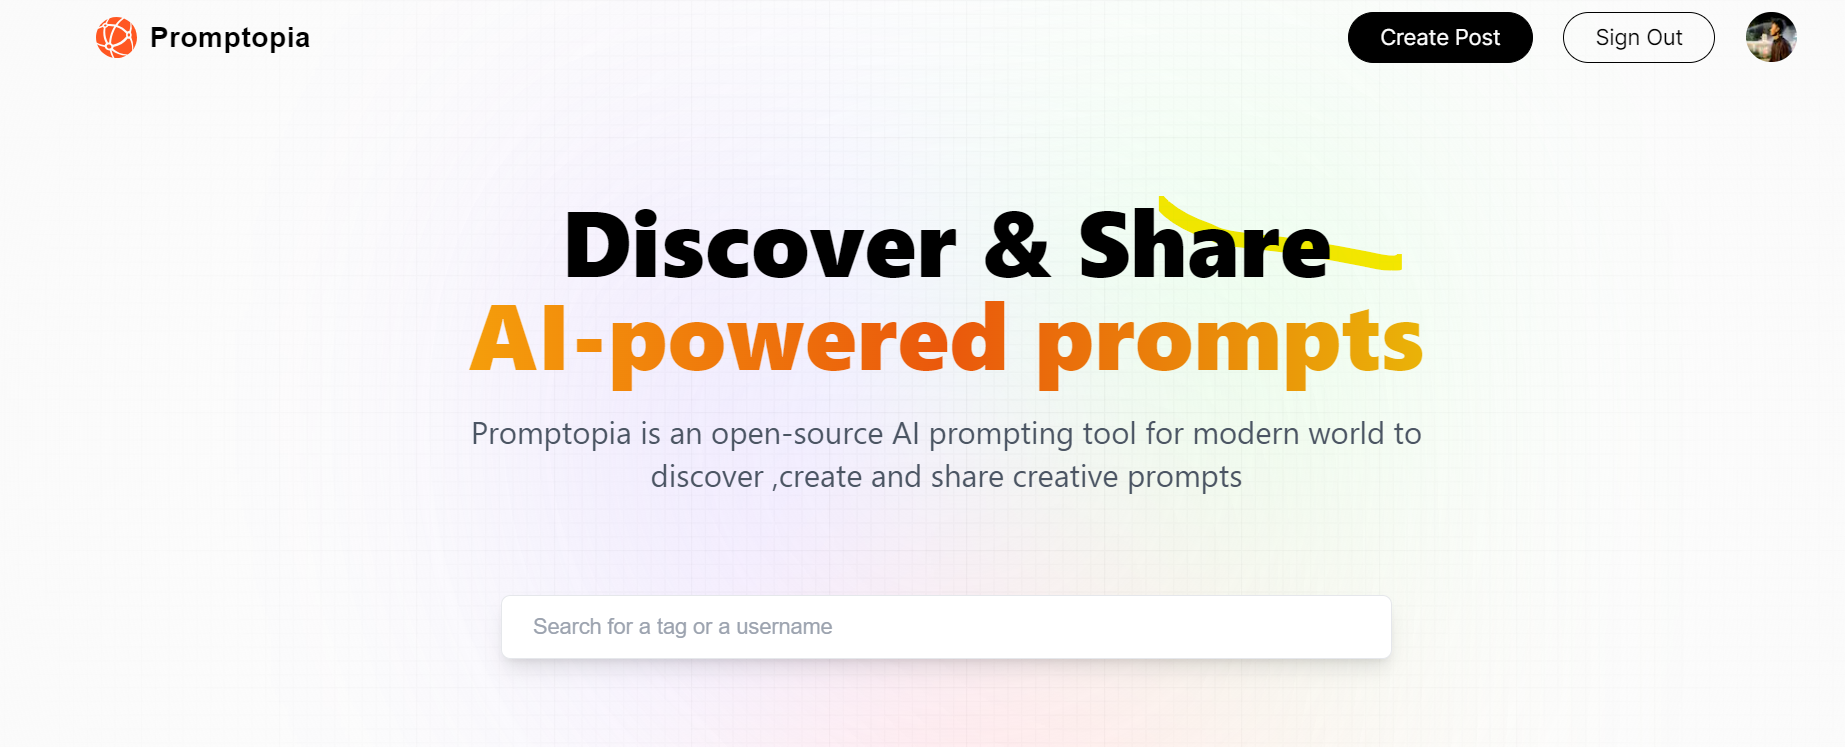 Promptopia
Create Post
Sign Out
Discover & Share
AI-powered prompts
Promptopia is an open-source AI prompting tool for modern world to
discover ,create and share creative prompts
Search for a tag or a username